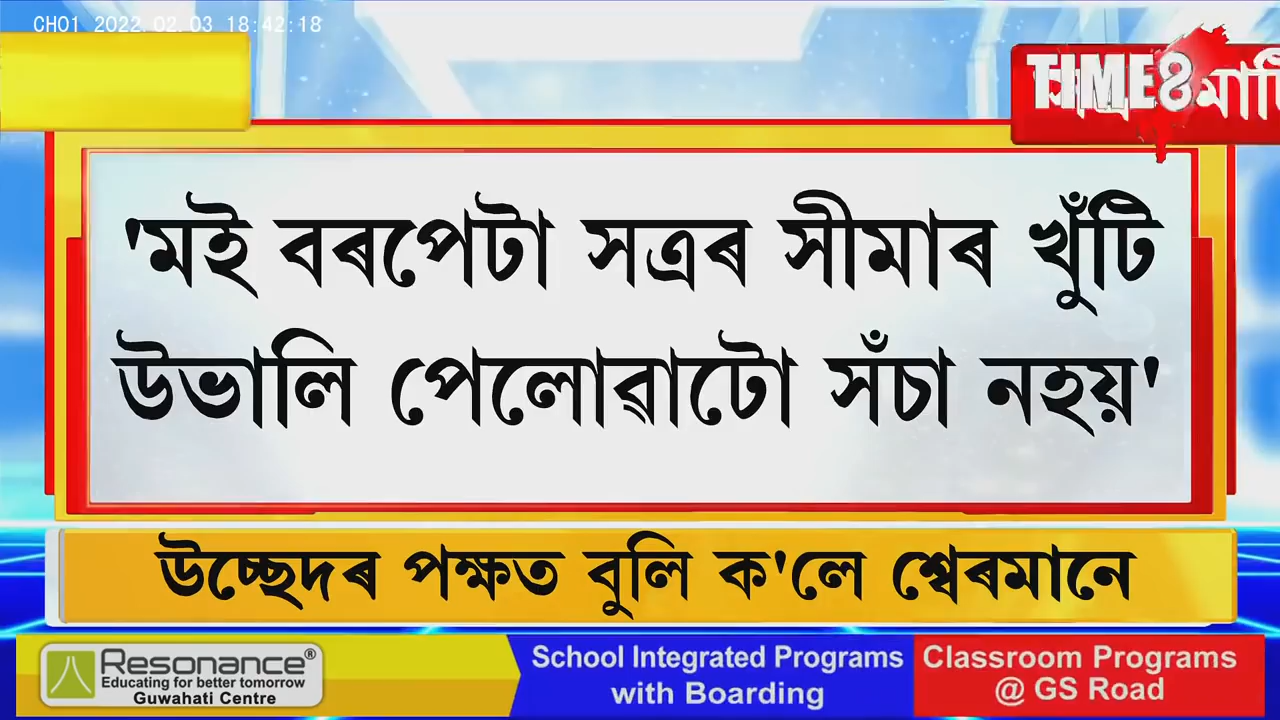 CH01 2022.02.03 18:42:18
TIME8
মাটি
'মই বৰপেটা সত্ৰৰ সীমাৰ খুঁটি
উভালি পেলোৱাটো সঁচা নহয়'
উচ্ছেদৰ পক্ষত বুলি ক'লে শ্বেৰমানে
Resonance®
Educating for better tomorrow
Guwahati Centre
School Integrated Programs
with Boarding
Classroom Programs
@ GS Road